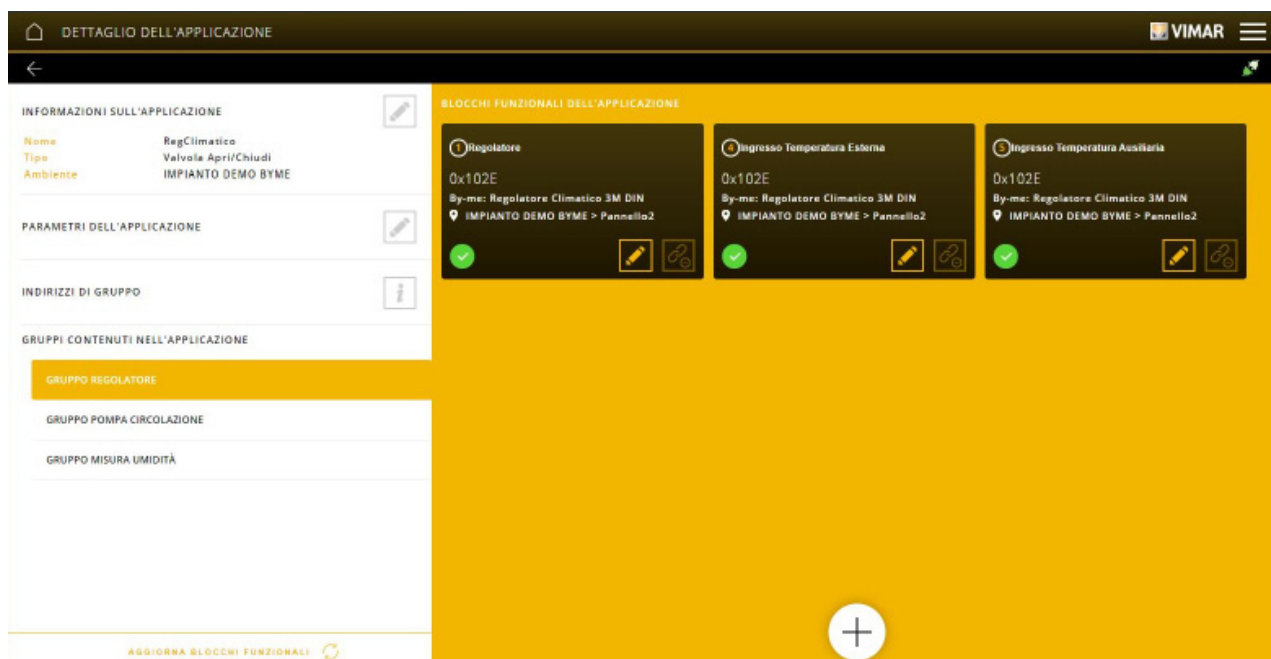 DETTAGLIO DELL'APPLICAZIONE
VIMAR
INFORMAZIONI SULL'APPLICAZIONE
Nome RegClimatico
Tipo Valvola Apri/Chiudi
Ambiente IMPIANTO DEMO BYME
PARAMETRI DELL'APPLICAZIONE
INDIRIZZI DI GRUPPO
GRUPPI CONTENUTI NELL'APPLICAZIONE
GRUPPO REGOLATORE
GRUPPO POMPA CIRCOLAZIONE
GRUPPO MISURA UMIDITÀ
AGGIORNA BLOCCHI FUNZIONALI
BLOCCHI FUNZIONALI DELL'APPLICAZIONE
1 Regolatore
0x102E
By-me: Regolatore Climatico 3M DIN
IMPIANTO DEMO BYME > Pannello2
4 Ingresso Temperatura Esterna
0x102E
By-me: Regolatore Climatico 3M DIN
IMPIANTO DEMO BYME > Pannello2
5 Ingresso Temperatura Ausiliaria
0x102E
By-me: Regolatore Climatico 3M DIN
IMPIANTO DEMO BYME > Pannello2